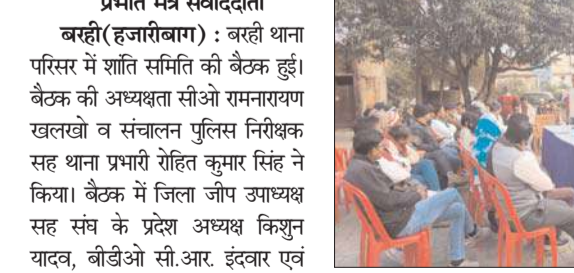 प्रभात मंत्र संवाददाता
बरही(हजारीबाग) : बरही थाना
परिसर में शांति समिति की बैठक हुई।
बैठक की अध्यक्षता सीओ रामनारायण
खलखो व संचालन पुलिस निरीक्षक
सह थाना प्रभारी रोहित कुमार सिंह ने
किया। बैठक में जिला जीप उपाध्यक्ष
सह संघ के प्रदेश अध्यक्ष किशुन
यादव, बीडीओ सी.आर. इंदवार एवं